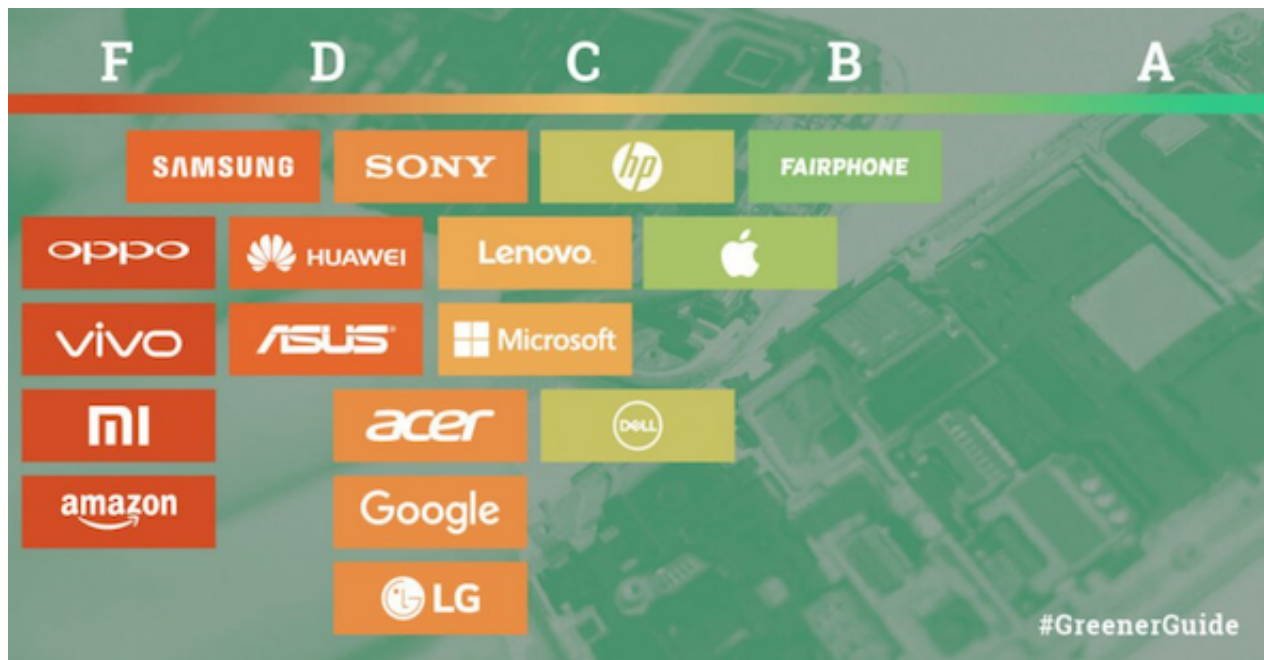 F D C B A
SAMSUNG SONY hp FAIRPHONE
oppo HUAWEI Lenovo.
vivo ASUS Microsoft
mi acer DELL
amazon Google
LG
#GreenerGuide